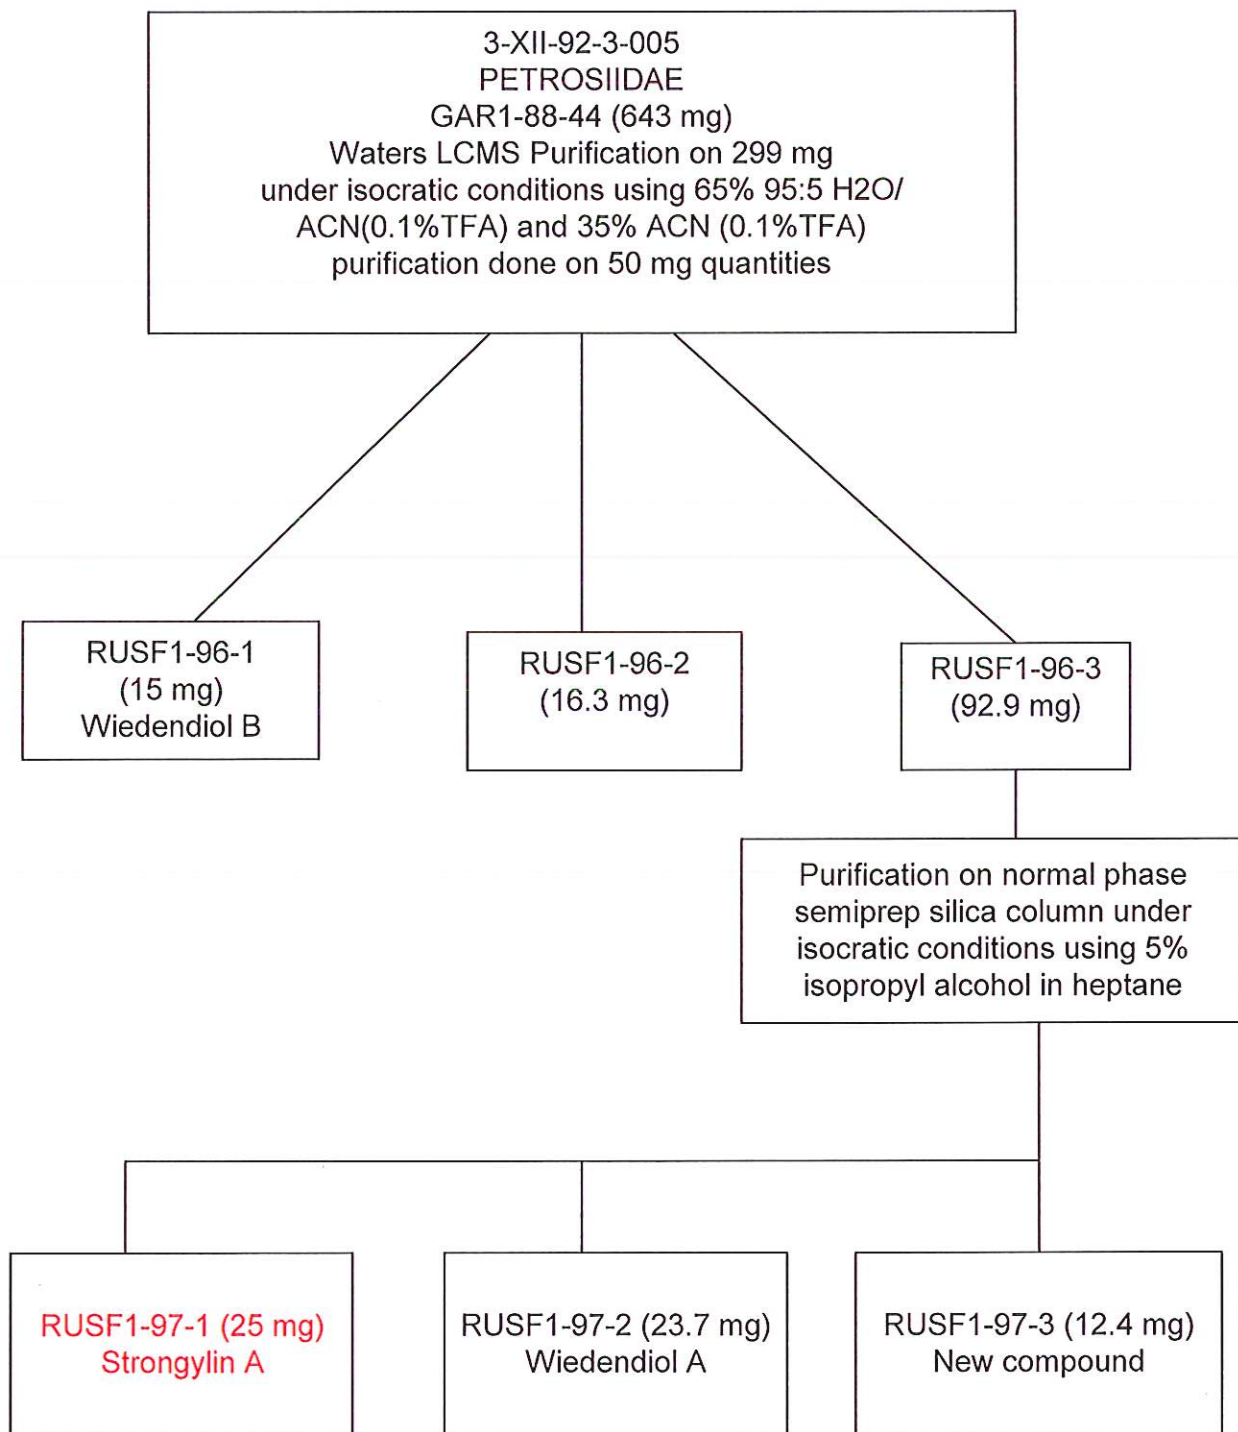 3-XII-92-3-005
PETROSIIDAE
GAR1-88-44 (643 mg)
Waters LCMS Purification on 299 mg
under isocratic conditions using 65% 95:5 H2O/
ACN(0.1%TFA) and 35% ACN (0.1%TFA)
purification done on 50 mg quantities
RUSF1-96-1
(15 mg)
Wiedendiol B
RUSF1-96-2
(16.3 mg)
RUSF1-96-3
(92.9 mg)
Purification on normal phase
semiprep silica column under
isocratic conditions using 5%
isopropyl alcohol in heptane
RUSF1-97-1 (25 mg)
Strongylin A
RUSF1-97-2 (23.7 mg)
Wiedendiol A
RUSF1-97-3 (12.4 mg)
New compound